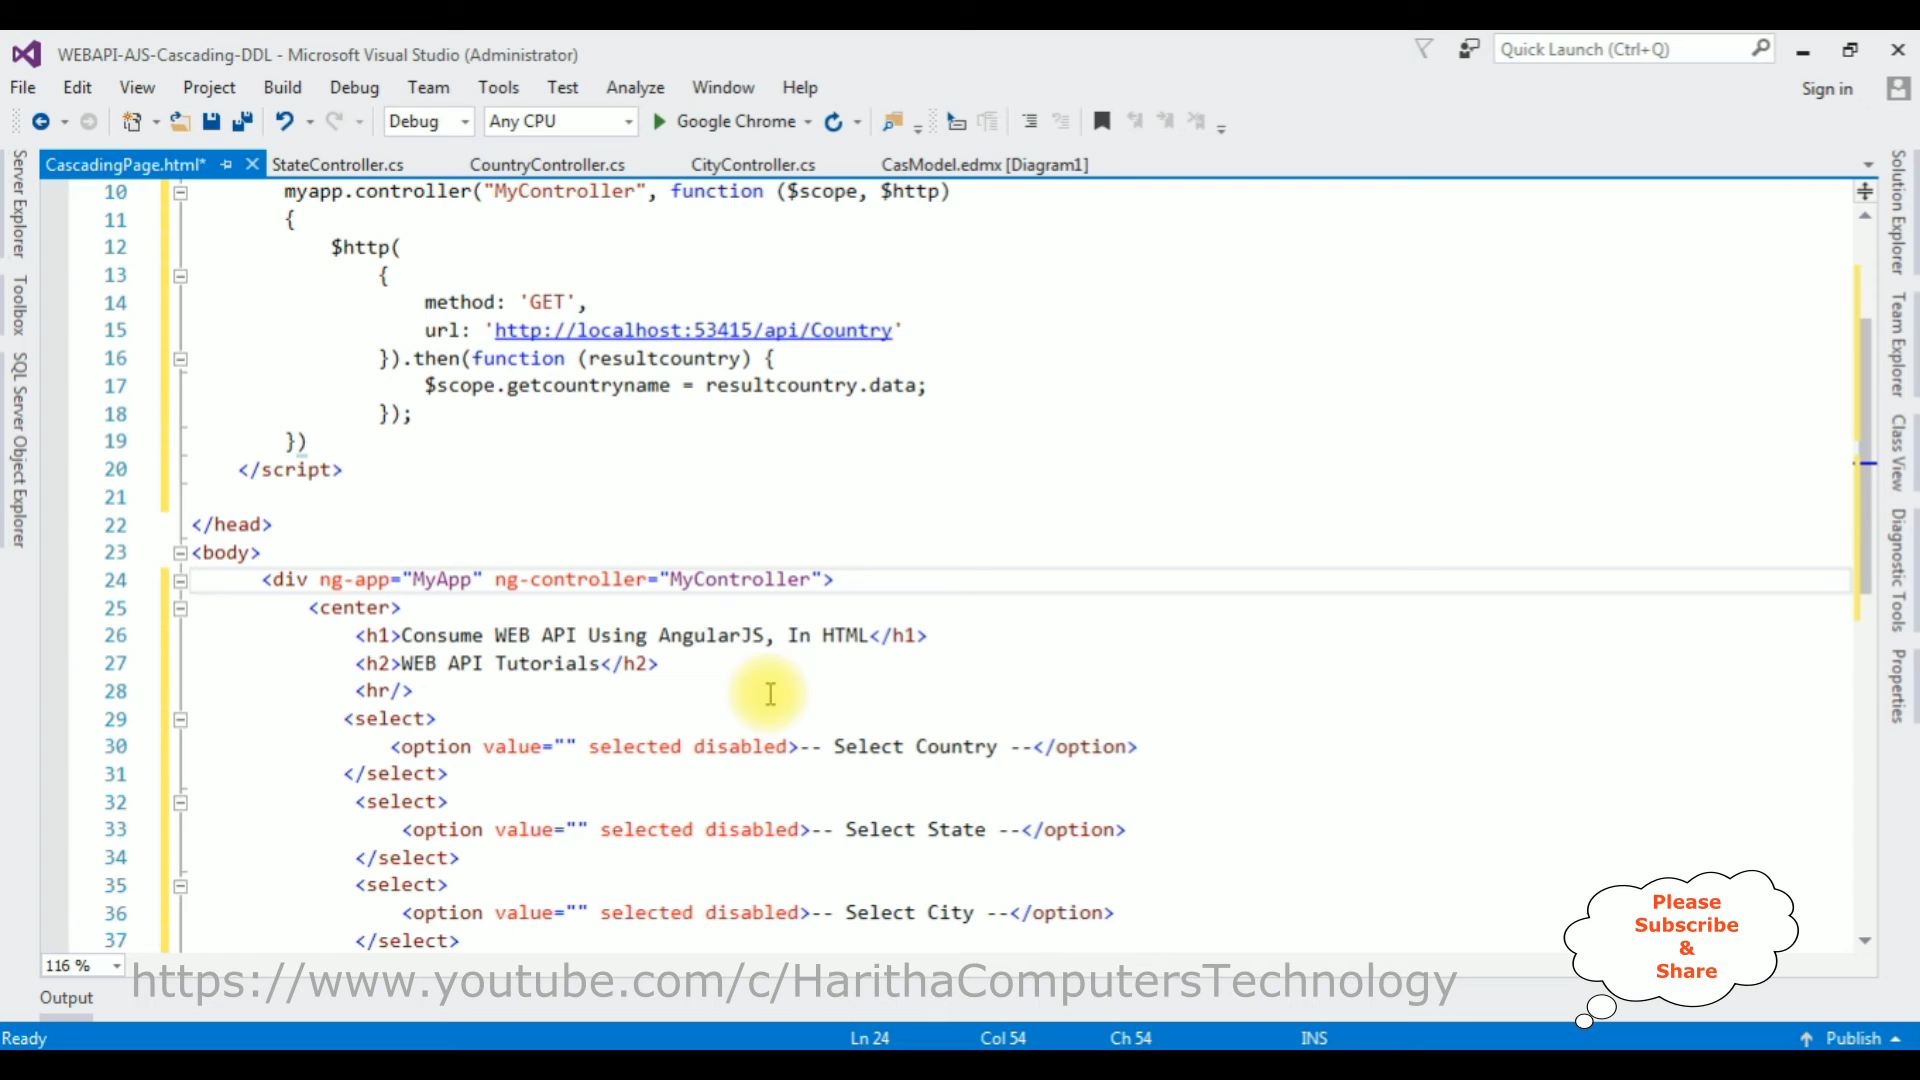 WEBAPI-AJS-Cascading-DDL - Microsoft Visual Studio (Administrator)
Quick Launch (Ctrl+Q)
File Edit View Project Build Debug Team Tools Test Analyze Window Help
Sign in
Debug Any CPU Google Chrome
CascadingPage.html* StateController.cs CountryController.cs CityController.cs CasModel.edmx [Diagram1]
Server Explorer
Toolbox
SQL Server Object Explorer
10 myapp.controller("MyController", function ($scope, $http)
11 {
12 $http(
13 {
14 method: 'GET',
15 url: 'http://localhost:53415/api/Country'
16 }).then(function (resultcountry) {
17 $scope.getcountryname = resultcountry.data;
18 });
19 })
20 </script>
21
22 </head>
23 <body>
24 <div ng-app="MyApp" ng-controller="MyController">
25 <center>
26 <h1>Consume WEB API Using AngularJS, In HTML</h1>
27 <h2>WEB API Tutorials</h2>
28 <hr/>
29 <select>
30 <option value="" selected disabled>-- Select Country --</option>
31 </select>
32 <select>
33 <option value="" selected disabled>-- Select State --</option>
34 </select>
35 <select>
36 <option value="" selected disabled>-- Select City --</option>
37 </select>
Solution Explorer
Team Explorer
Class View
Diagnostic Tools
Properties
Please
Subscribe
&
Share
116 %
https://www.youtube.com/c/HarithaComputersTechnology
Output
Ready Ln 24 Col 54 Ch 54 INS Publish